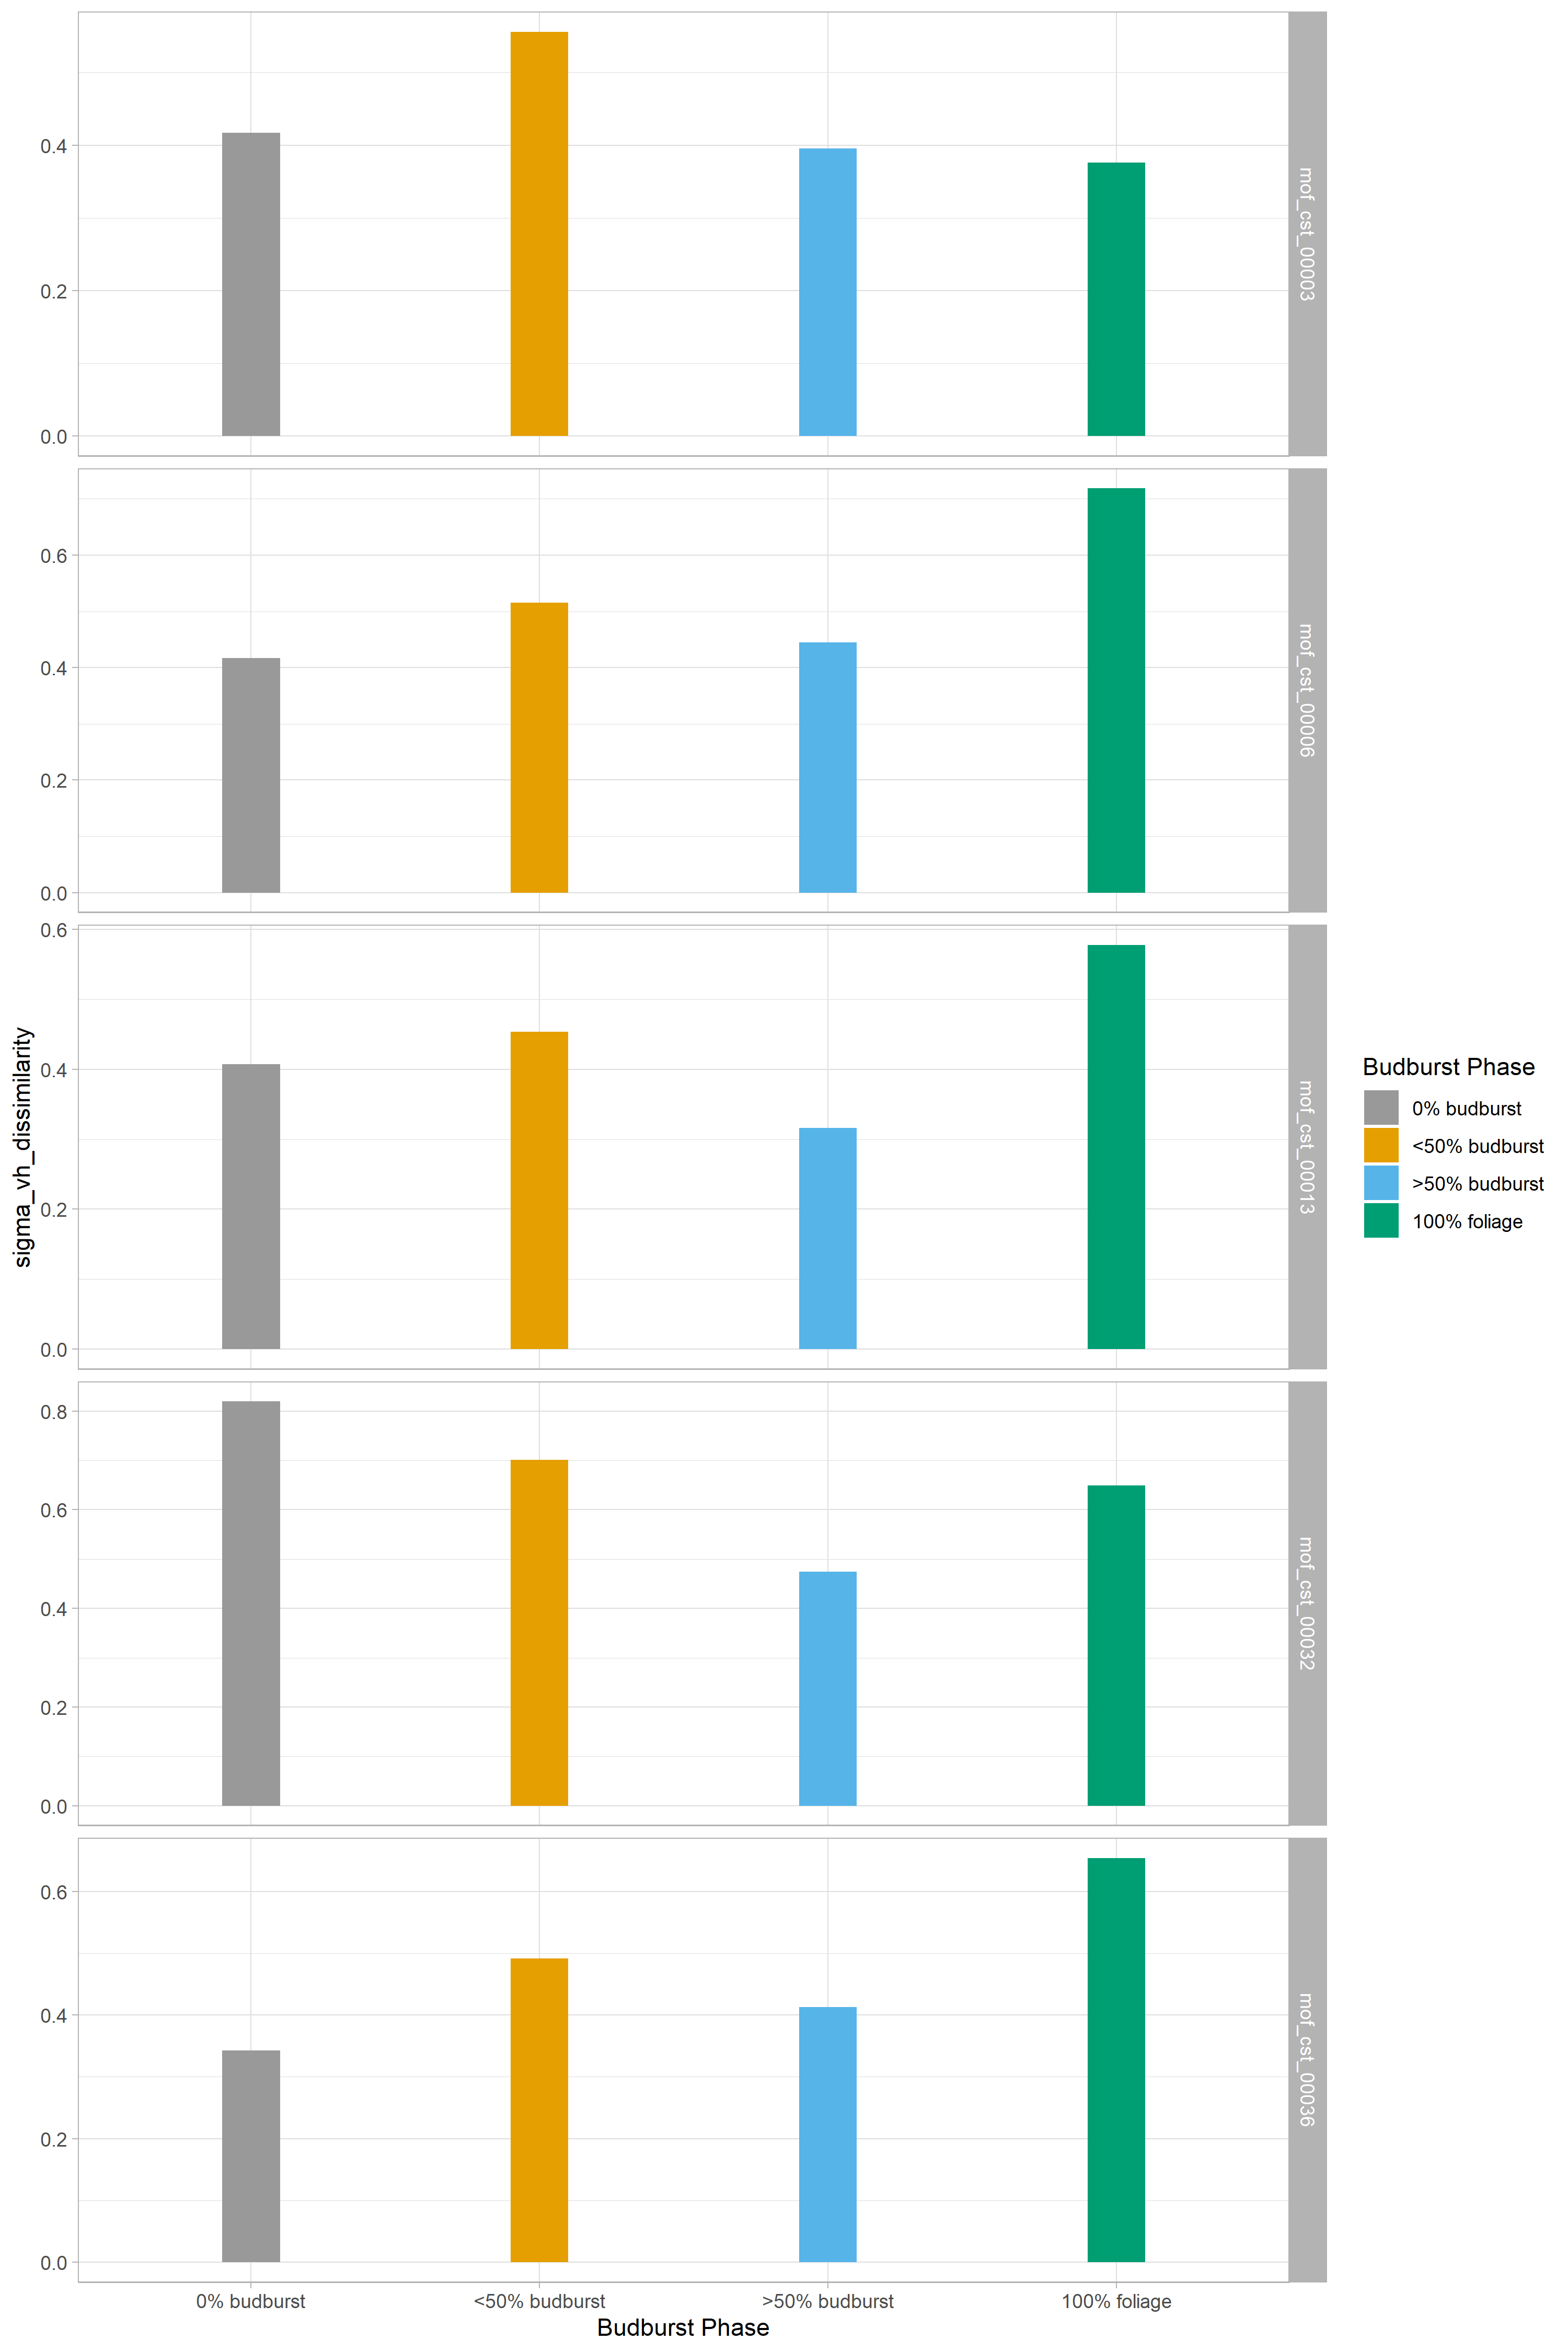 0.4
0.2
0.0
mof_cst_00003
0.6
0.4
0.2
0.0
mof_cst_00006
0.6
0.4
0.2
0.0
mof_cst_00013
0.8
0.6
0.4
0.2
0.0
mof_cst_00032
0.6
0.4
0.2
0.0
mof_cst_00036
sigma_vh_dissimilarity
0% budburst
<50% budburst
>50% budburst
100% foliage
Budburst Phase
Budburst Phase
0% budburst
<50% budburst
>50% budburst
100% foliage